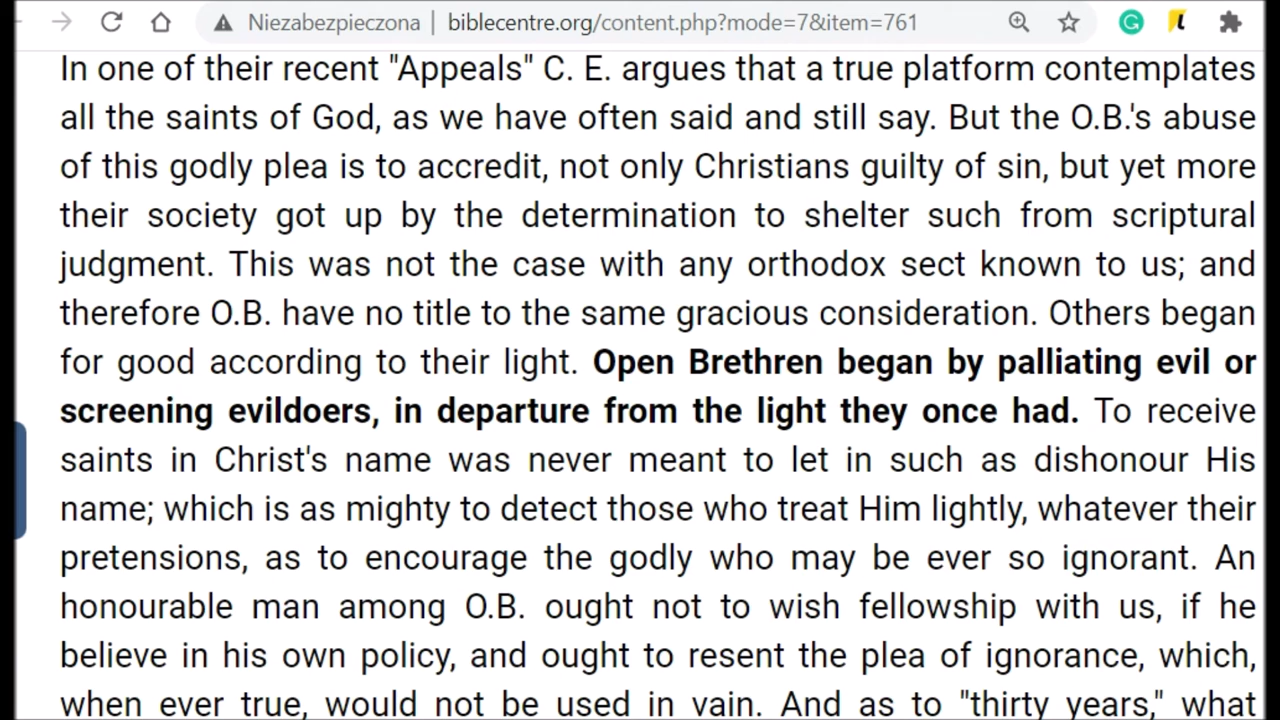 Niezabezpieczona | biblecentre.org/content.php?mode=7&item=761
In one of their recent "Appeals" C. E. argues that a true platform contemplates
all the saints of God, as we have often said and still say. But the O.B.'s abuse
of this godly plea is to accredit, not only Christians guilty of sin, but yet more
their society got up by the determination to shelter such from scriptural
judgment. This was not the case with any orthodox sect known to us; and
therefore O.B. have no title to the same gracious consideration. Others began
for good according to their light. Open Brethren began by palliating evil or
screening evildoers, in departure from the light they once had. To receive
saints in Christ's name was never meant to let in such as dishonour His
name; which is as mighty to detect those who treat Him lightly, whatever their
pretensions, as to encourage the godly who may be ever so ignorant. An
honourable man among O.B. ought not to wish fellowship with us, if he
believe in his own policy, and ought to resent the plea of ignorance, which,
when ever true, would not be used in vain. And as to "thirty years," what